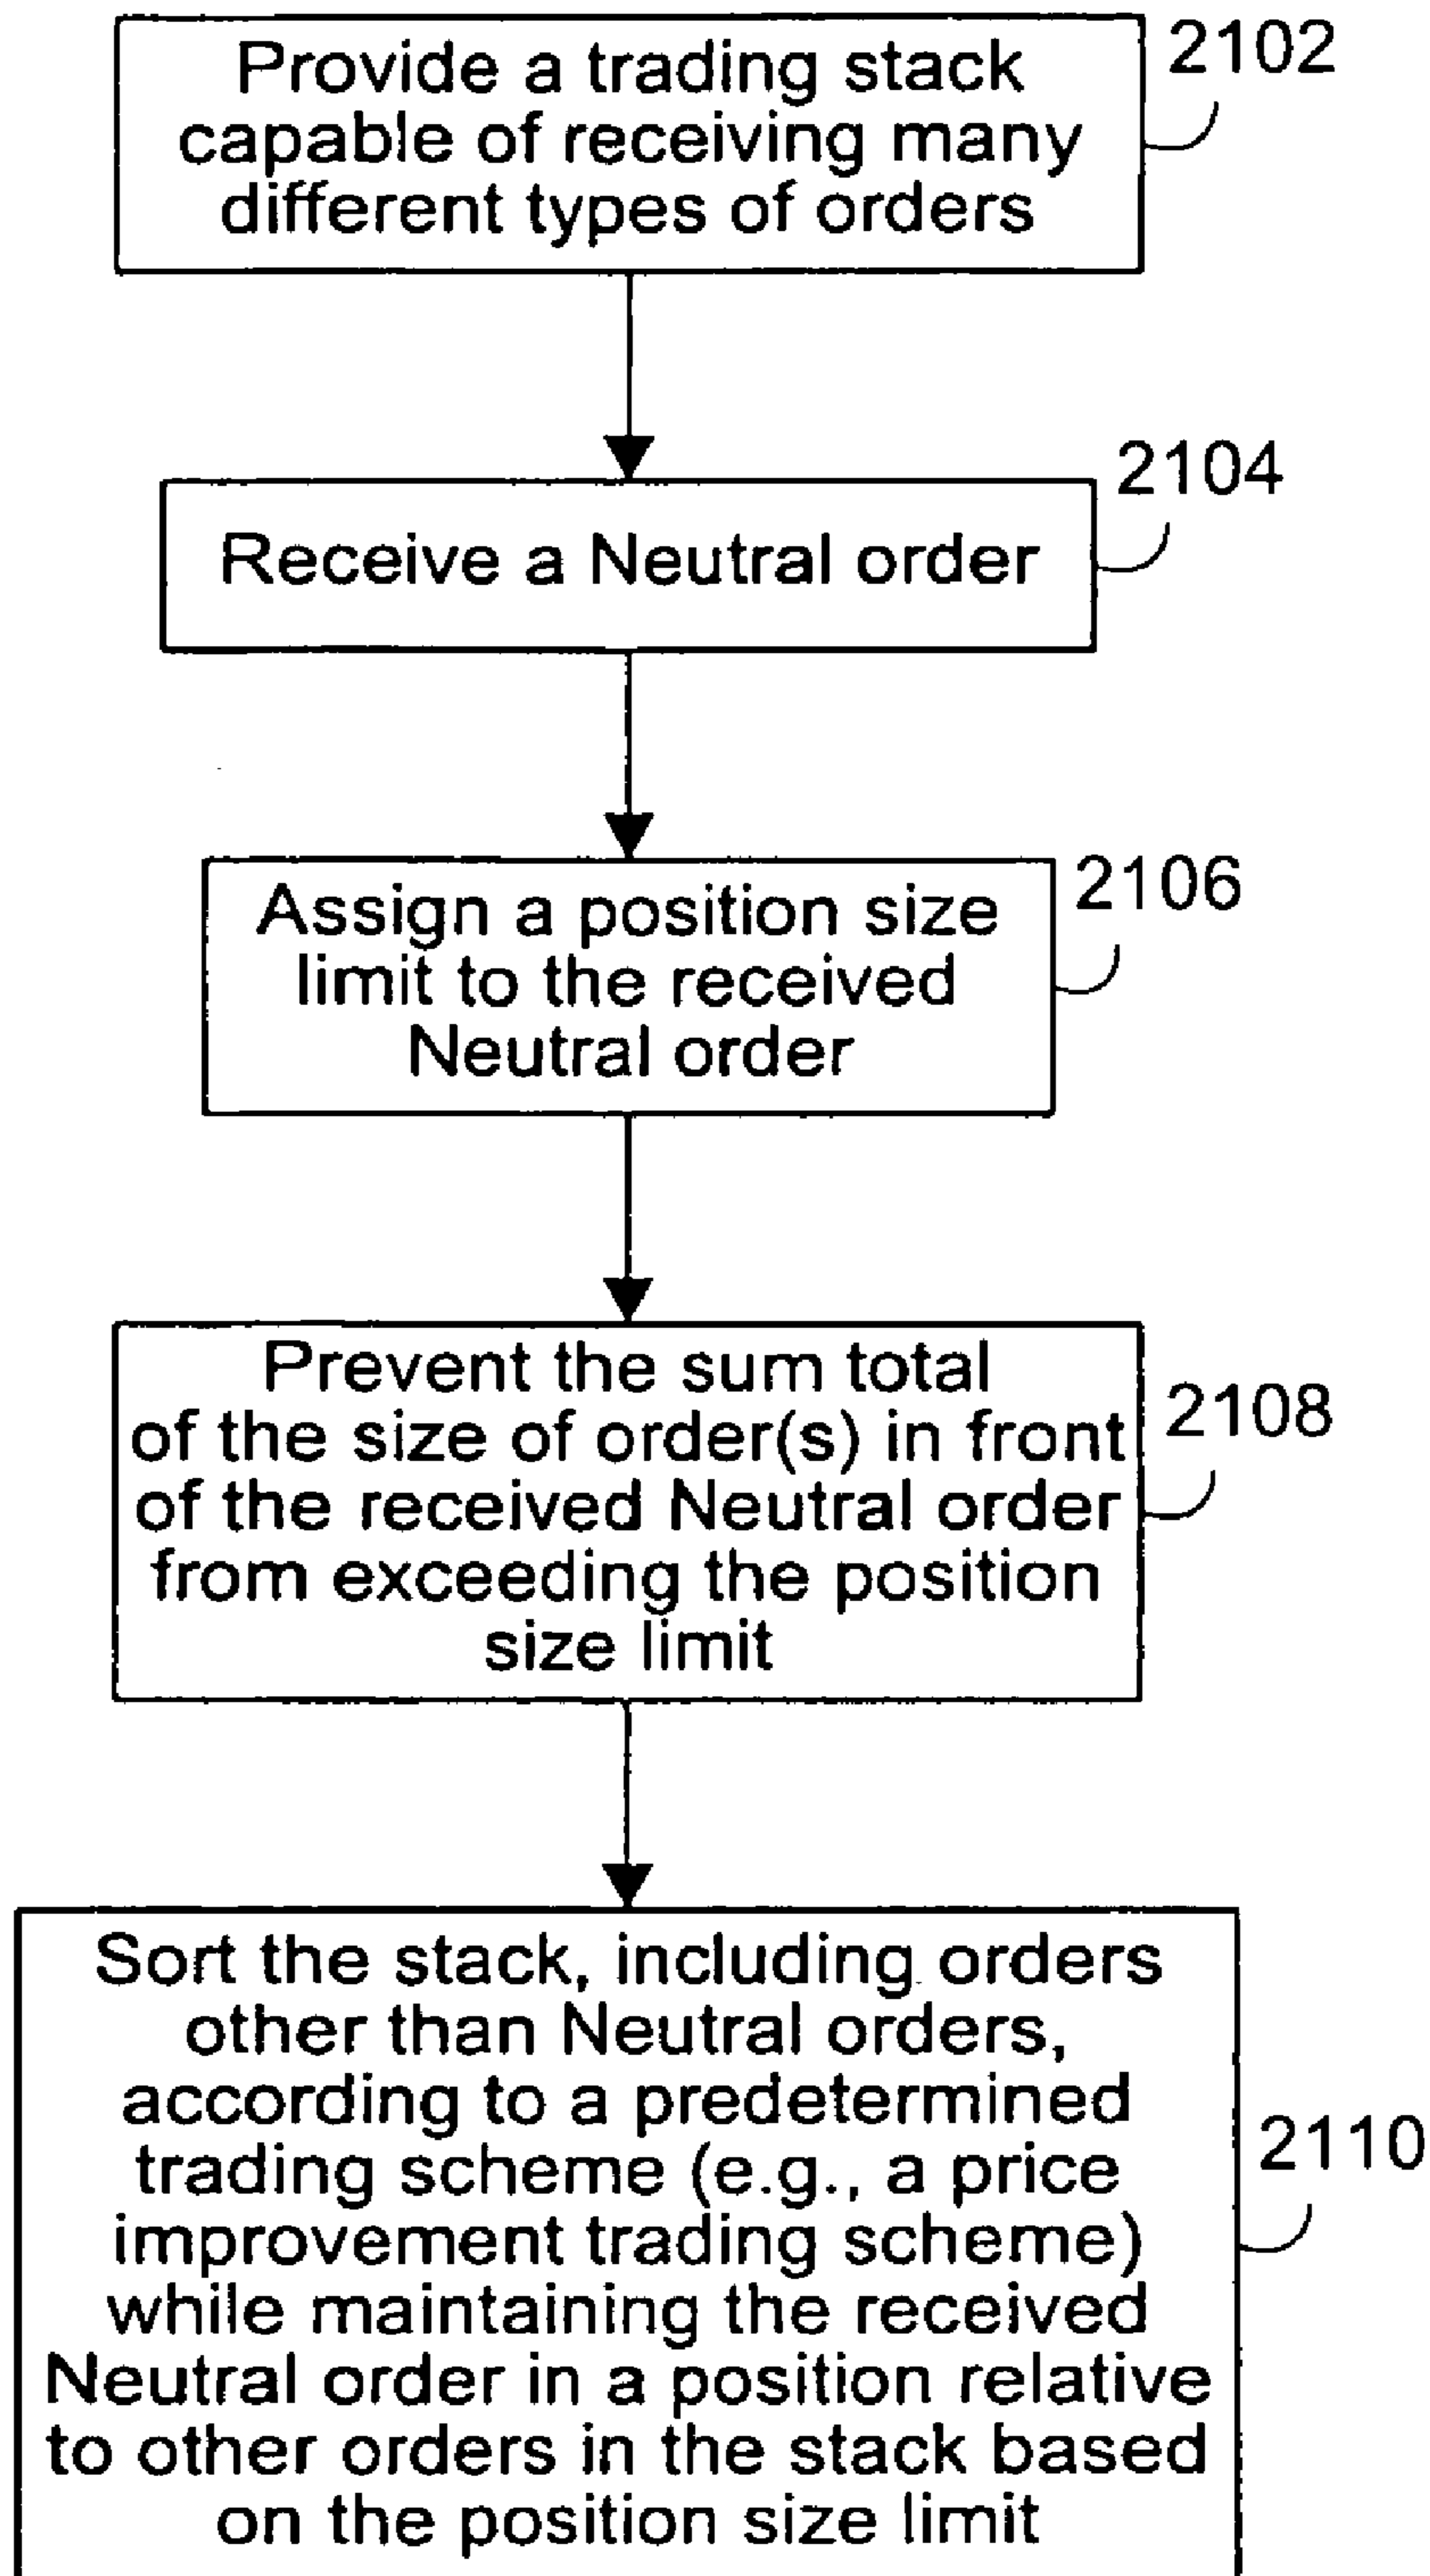 Provide a trading stack
capable of receiving many
different types of orders
2102
Receive a Neutral order
2104
Assign a position size
limit to the received
Neutral order
2106
Prevent the sum total
of the size of order(s) in front
of the received Neutral order
from exceeding the position
size limit
2108
Sort the stack, including orders
other than Neutral orders,
according to a predetermined
trading scheme (e.g., a price
improvement trading scheme)
while maintaining the received
Neutral order in a position relative
to other orders in the stack based
on the position size limit
2110